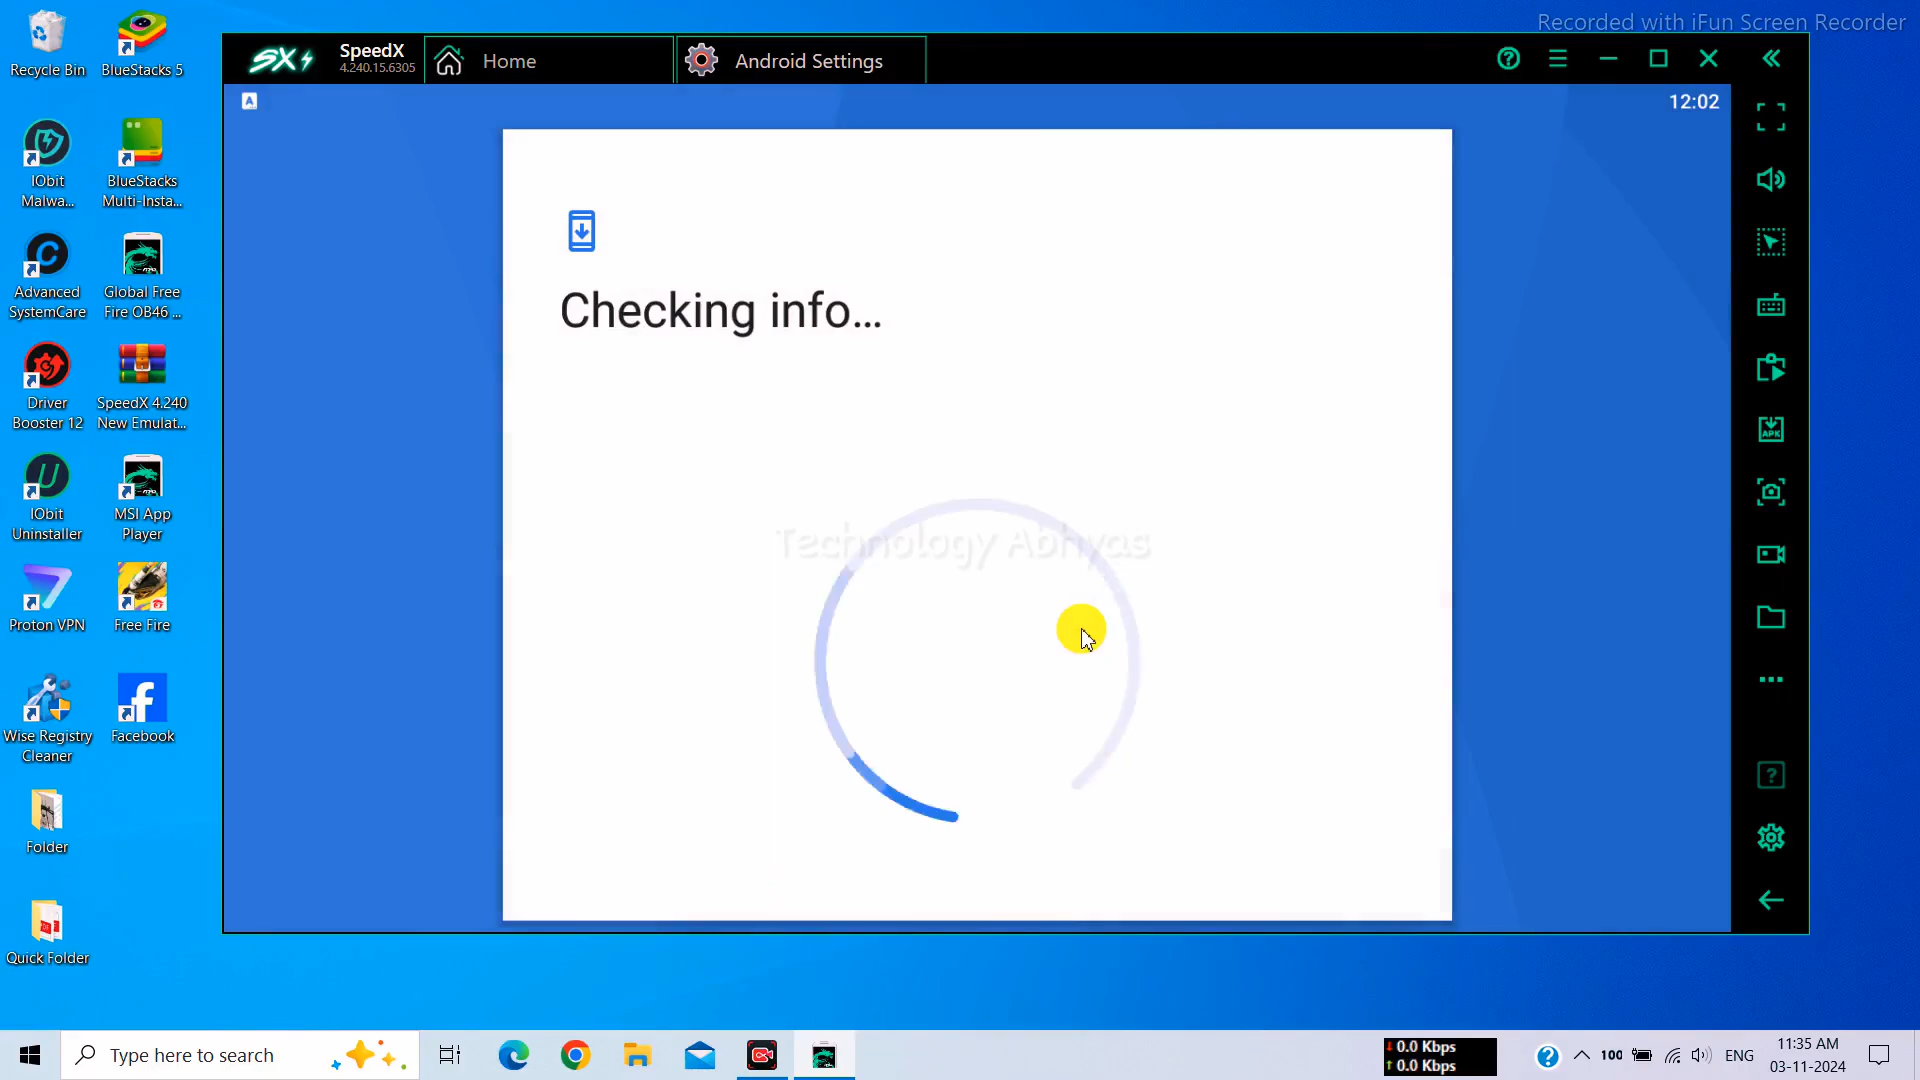 Recorded with iFun Screen Recorder
Recycle Bin
BlueStacks 5
IObit
Malwa...
BlueStacks
Multi-Insta...
Advanced
SystemCare
Global Free
Fire OB46 ...
Driver
Booster 12
SpeedX 4.240
New Emulat...
IObit
Uninstaller
MSI App
Player
Proton VPN
Free Fire
Wise Registry
Cleaner
Facebook
Folder
Quick Folder
SX
SpeedX
4.240.15.6305
Home
Android Settings
A
12:02
Checking info...
Technology Abhyas
APK
Type here to search
0.0 Kbps
0.0 Kbps
100
ENG
11:35 AM
03-11-2024